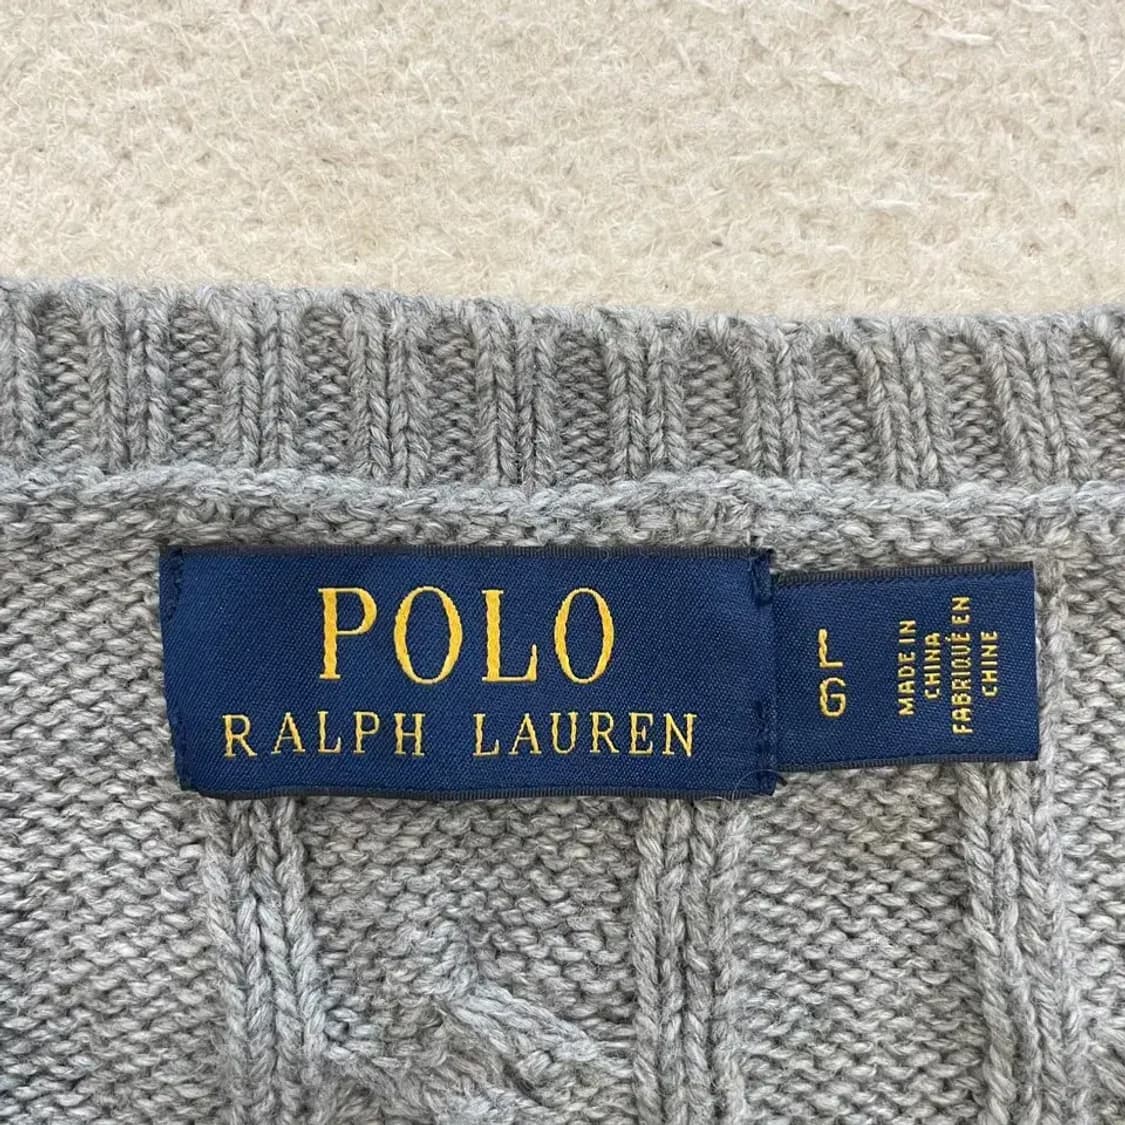 POLO
RALPH LAUREN
L
G
MADE IN
CHINA
FABRIQUÉ EN
CHINE